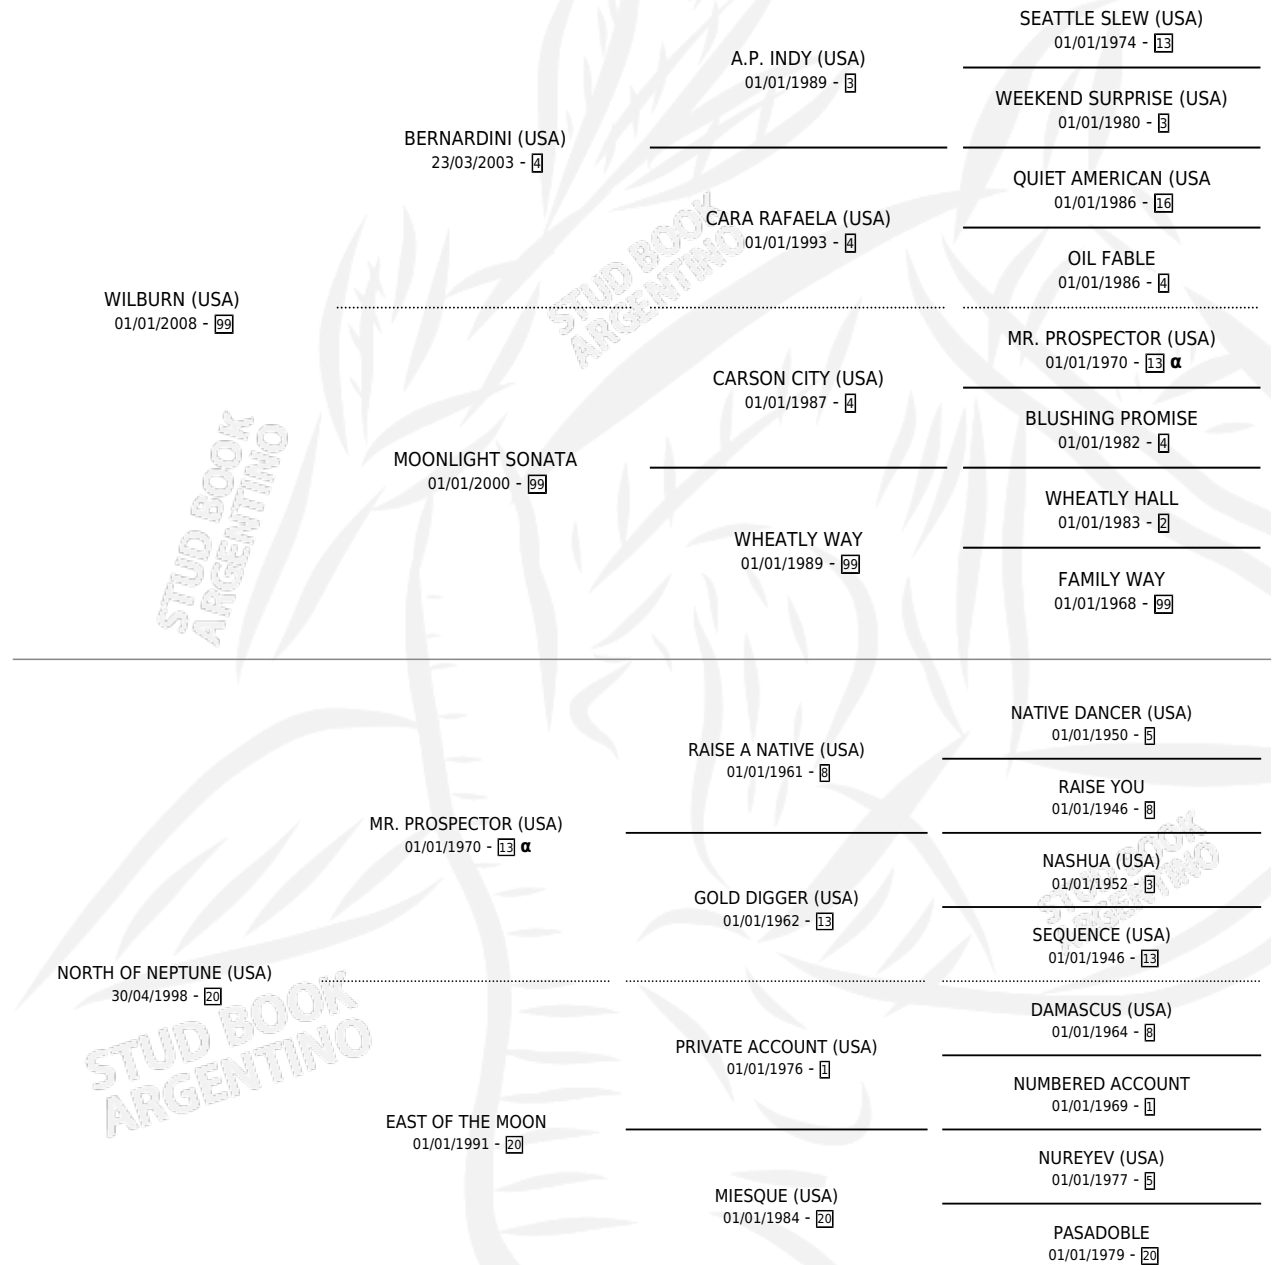 SEATTLE SLEW (USA)
01/01/1974 - 13
A.P. INDY (USA)
01/01/1989 - 3
WEEKEND SURPRISE (USA)
01/01/1980 - 3
BERNARDINI (USA)
23/03/2003 - 4
QUIET AMERICAN (USA
01/01/1986 - 16
CARA RAFAELA (USA)
01/01/1993 - 4
OIL FABLE
01/01/1986 - 4
WILBURN (USA)
01/01/2008 - 99
MR. PROSPECTOR (USA)
01/01/1970 - 13 α
CARSON CITY (USA)
01/01/1987 - 4
BLUSHING PROMISE
01/01/1982 - 4
MOONLIGHT SONATA
01/01/2000 - 99
WHEATLY HALL
01/01/1983 - 2
WHEATLY WAY
01/01/1989 - 99
FAMILY WAY
01/01/1968 - 99
NATIVE DANCER (USA)
01/01/1950 - 5
RAISE A NATIVE (USA)
01/01/1961 - 8
RAISE YOU
01/01/1946 - 8
MR. PROSPECTOR (USA)
01/01/1970 - 13 α
NASHUA (USA)
01/01/1952 - 3
GOLD DIGGER (USA)
01/01/1962 - 13
SEQUENCE (USA)
01/01/1946 - 13
NORTH OF NEPTUNE (USA)
30/04/1998 - 20
DAMASCUS (USA)
01/01/1964 - 8
PRIVATE ACCOUNT (USA)
01/01/1976 - 1
NUMBERED ACCOUNT
01/01/1969 - 1
EAST OF THE MOON
01/01/1991 - 20
NUREYEV (USA)
01/01/1977 - 5
MIESQUE (USA)
01/01/1984 - 20
PASADOBLE
01/01/1979 - 20
STUD BOOK
ARGENTINO
STUD BOOK
ARGENTINO
STUD BOOK
ARGENTINO
STUD BOOK
ARGENTINO